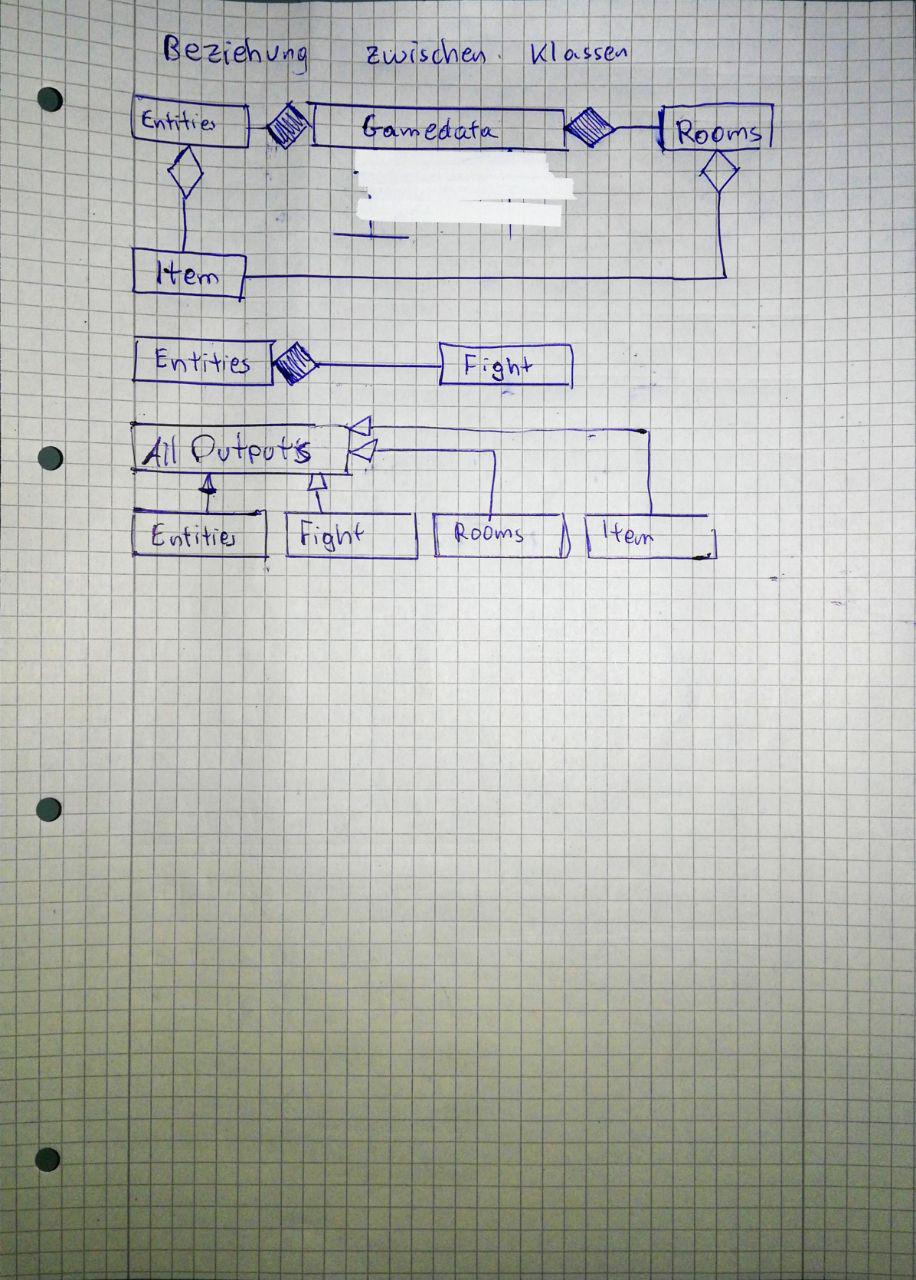 Beziehung zwischen Klassen
Entities Gamedata Rooms
Item
Entities Fight
All Outputs
Entities Fight Rooms Item